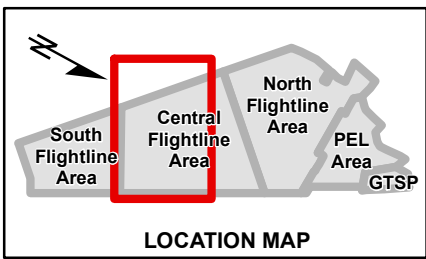 N
North
Flightline
Area
Central
Flightline
Area
South
Flightline
Area
PEL
Area
GTSP
LOCATION MAP